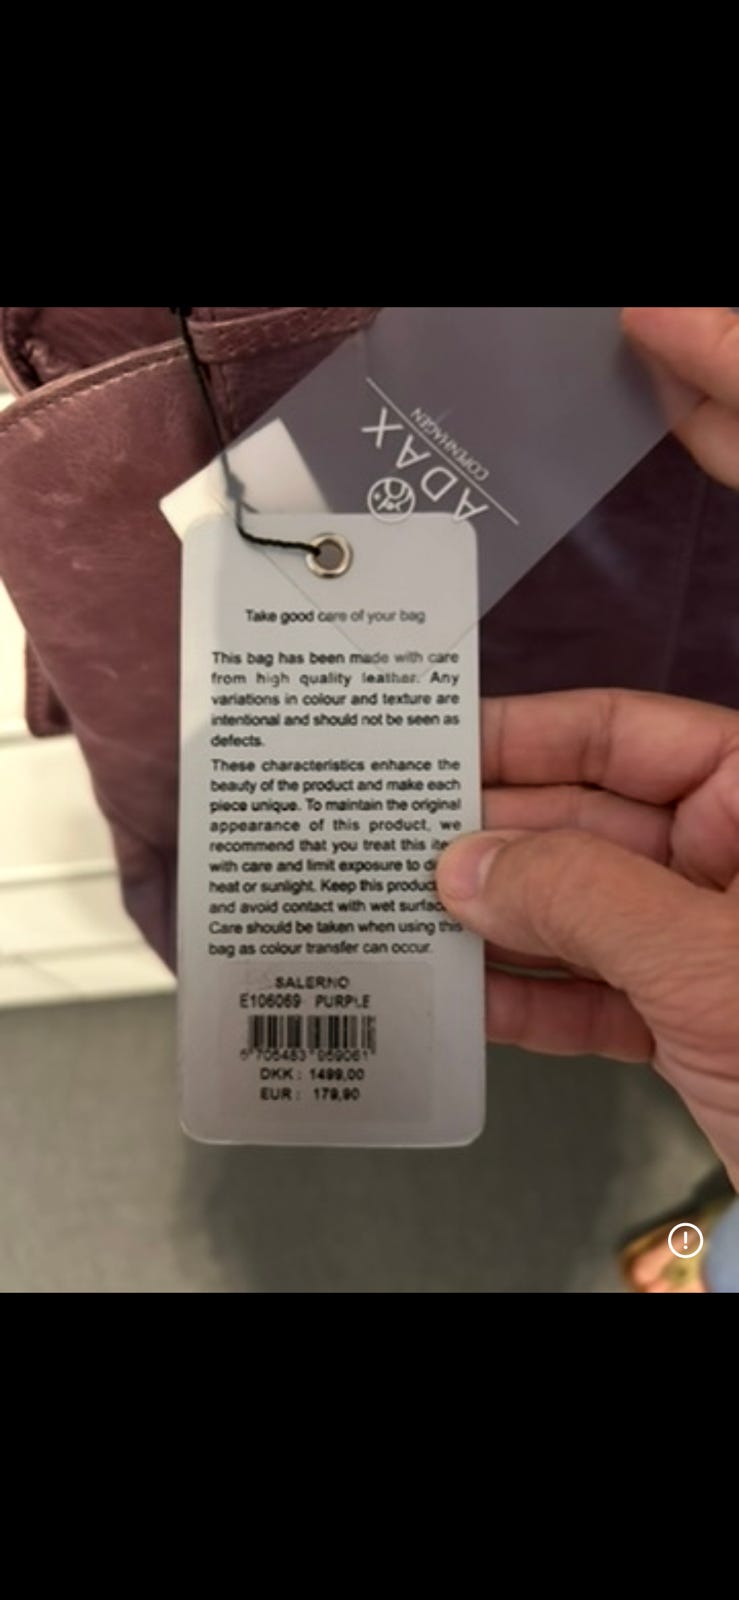 ADAX
COPENHAGEN
Take good care of your bag
This bag has been made with care
from high quality leather. Any
variations in colour and texture are
intentional and should not be seen as
defects.
These characteristics enhance the
beauty of the product and make each
piece unique. To maintain the original
appearance of this product, we
recommend that you treat this
with care and limit exposure to
heat or sunlight. Keep this product
and avoid contact with wet
Care should be taken when using this
bag as colour transfer can occur.
SALERNO
E106069 PURPLE
DKK: 1499,00
EUR: 179,90